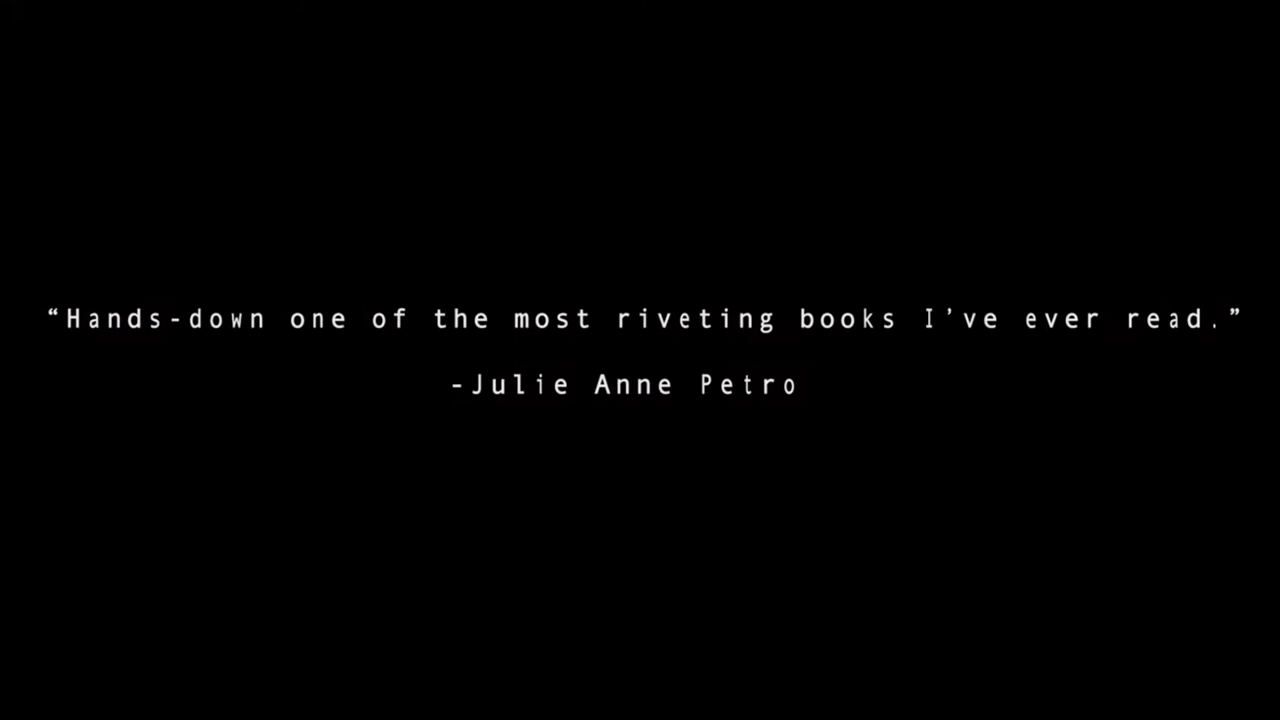 “Hands-down one of the most riveting books I’ve ever read.”
-Julie Anne Petro